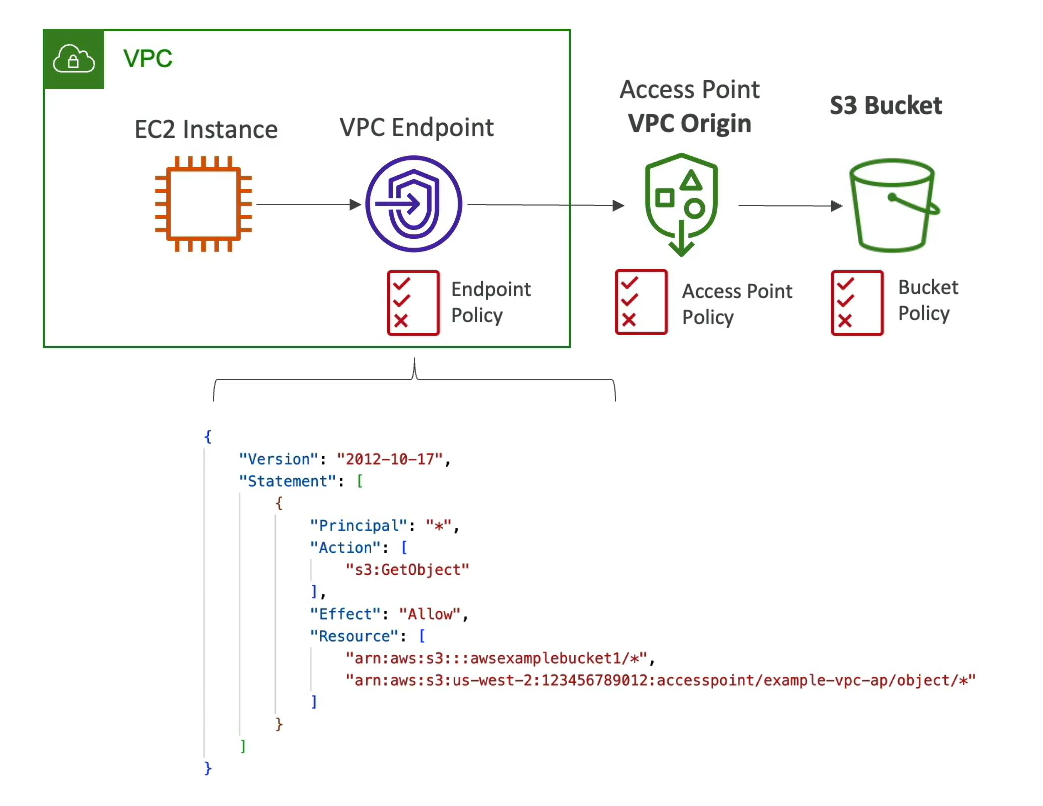 VPC
EC2 Instance
VPC Endpoint
Access Point
VPC Origin
S3 Bucket
Endpoint
Policy
Access Point
Policy
Bucket
Policy
{
    "Version": "2012-10-17",
    "Statement": [
        {
            "Principal": "*",
            "Action": [
                "s3:GetObject"
            ],
            "Effect": "Allow",
            "Resource": [
                "arn:aws:s3:::awsexamplebucket1/*",
                "arn:aws:s3:us-west-2:123456789012:accesspoint/example-vpc-ap/object/*"
            ]
        }
    ]
}